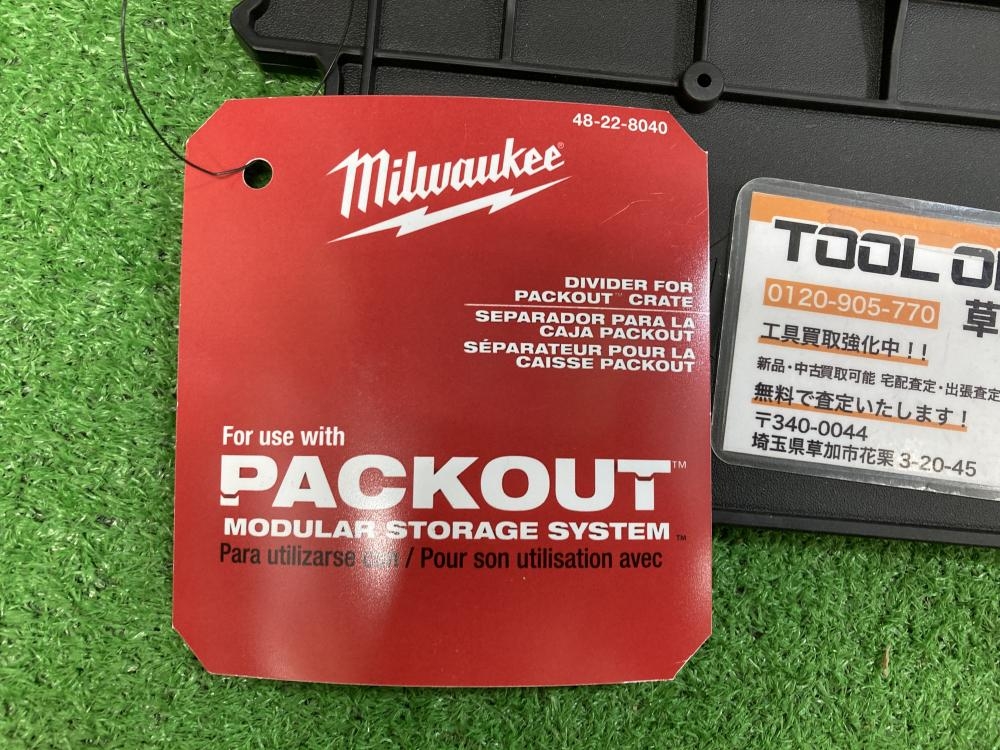 48-22-8040
Milwaukee®
DIVIDER FOR
PACKOUT™ CRATE
SEPARADOR PARA LA
CAJA PACKOUT
SÉPARATEUR POUR LA
CAISSE PACKOUT
For use with
PACKOUT™
MODULAR STORAGE SYSTEM™
Para utilizarse con / Pour son utilisation avec
TOOL
0120-905-770
草
工具買取強化中!!
新品・中古買取可能 宅配査定・出張査定
無料で査定いたします!
〒340-0044
埼玉県草加市花栗 3-20-45